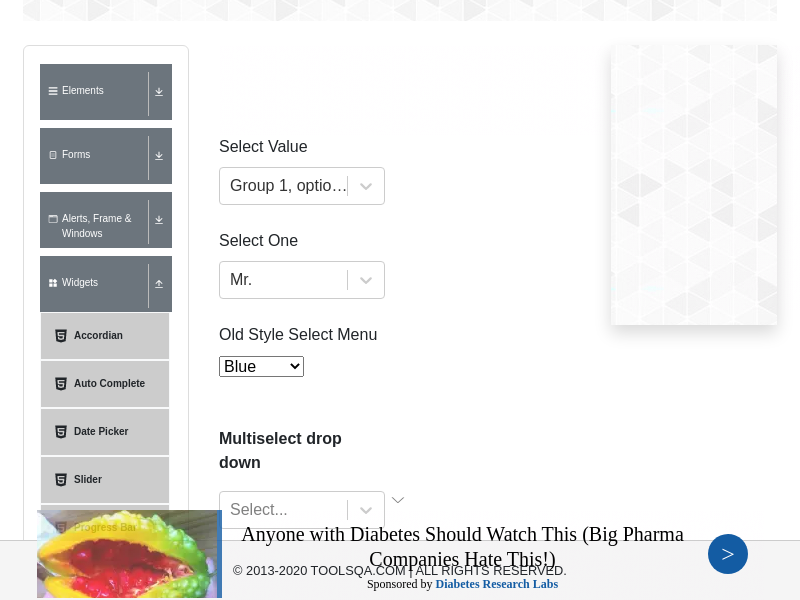 Elements
Forms
Alerts, Frame &
Windows
Widgets
Accordian
Auto Complete
Date Picker
Slider
Progress Bar
Select Value
Group 1, optio...
Select One
Mr.
Old Style Select Menu
Blue
Multiselect drop
down
Select...
Anyone with Diabetes Should Watch This (Big Pharma
Companies Hate This!)
© 2013-2020 TOOLSQA.COM | ALL RIGHTS RESERVED.
Sponsored by Diabetes Research Labs
>